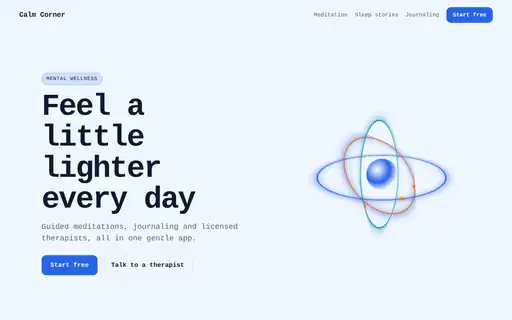 Calm Corner
Meditation Sleep stories Journaling Start free
MENTAL WELLNESS
Feel a
little
lighter
every day
Guided meditations, journaling and licensed
therapists, all in one gentle app.
Start free Talk to a therapist